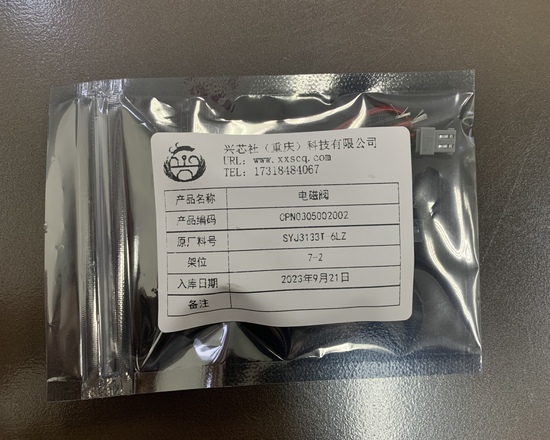 兴芯社（重庆）科技有限公司
URL: www.xxscq.com
TEL: 17318484067
产品名称 电磁阀
产品编码 CPN0305002002
原厂料号 SYJ3133T-6LZ
架位 7-2
入库日期 2023年9月21日
备注